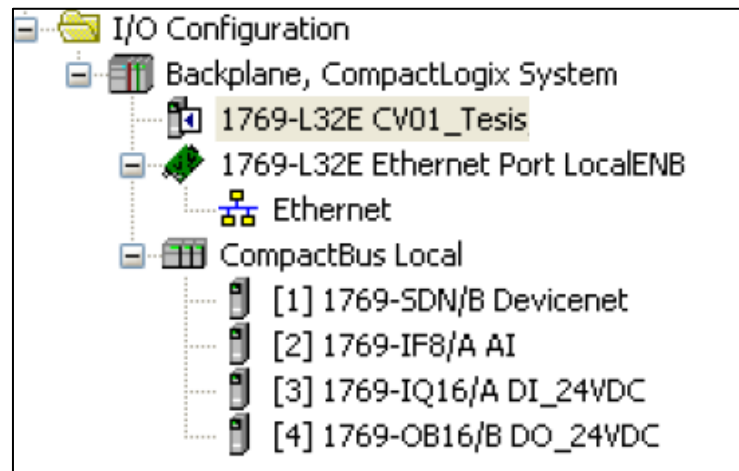 I/O Configuration
Backplane, CompactLogix System
1769-L32E CV01_Tesis
1769-L32E Ethernet Port LocalENB
Ethernet
CompactBus Local
[1] 1769-SDN/B Devicenet
[2] 1769-IF8/A AI
[3] 1769-IQ16/A DI_24VDC
[4] 1769-OB16/B DO_24VDC